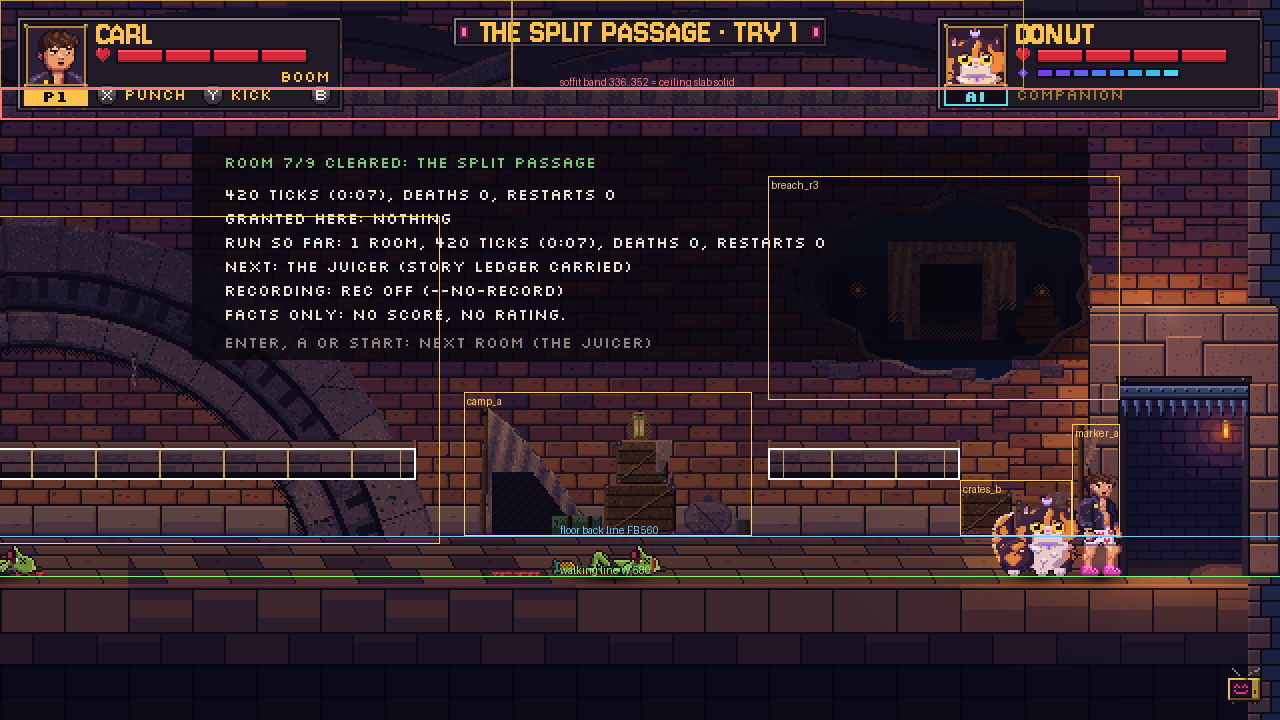 CARL
THE SPLIT PASSAGE · TRY 1
DONUT
BOOM
soffit band 336..352 = ceiling slab solid
P1
X PUNCH Y KICK B
AI
COMPANION
ROOM 7/9 CLEARED: THE SPLIT PASSAGE
420 TICKS (0:07), DEATHS 0, RESTARTS 0
GRANTED HERE: NOTHING
RUN SO FAR: 1 ROOM, 420 TICKS (0:07), DEATHS 0, RESTARTS 0
NEXT: THE JUICER (STORY LEDGER CARRIED)
RECORDING: REC OFF (--NO-RECORD)
FACTS ONLY: NO SCORE, NO RATING.
ENTER, A OR START: NEXT ROOM (THE JUICER)
breach_r3
camp_a
marker_a
crates_b
floor back line FB560
walking line W580